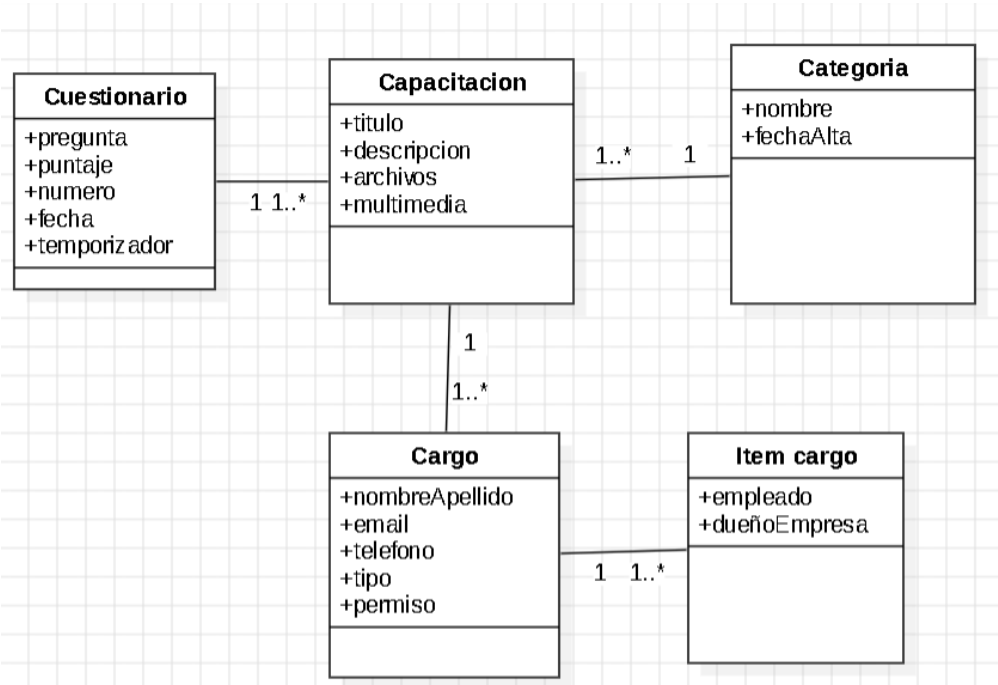 Cuestionario
+pregunta
+puntaje
+numero
+fecha
+temporizador
1 1..*
Capacitacion
+titulo
+descripcion
+archivos
+multimedia
1..* 1
Categoria
+nombre
+fechaAlta
1
1..*
Cargo
+nombreApellido
+email
+telefono
+tipo
+permiso
1 1..*
Item cargo
+empleado
+dueñoEmpresa